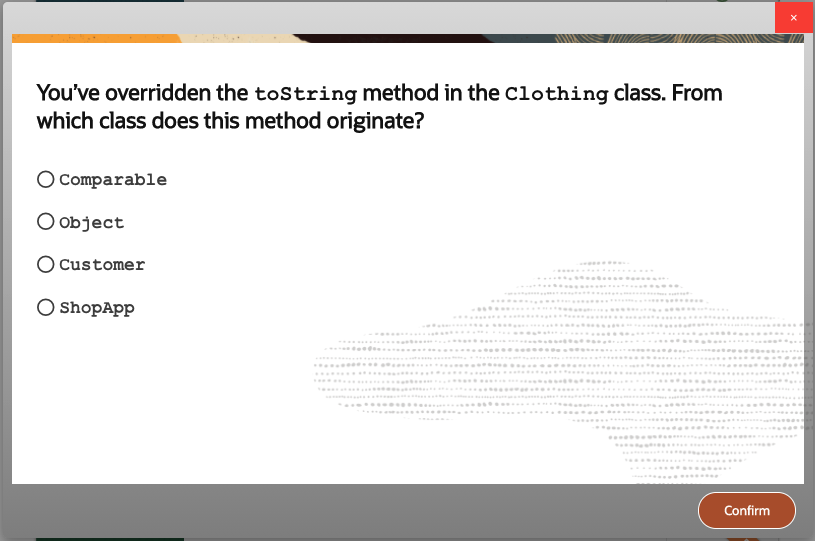 ×
You’ve overridden the toString method in the Clothing class. From
which class does this method originate?
Comparable
Object
Customer
ShopApp
Confirm